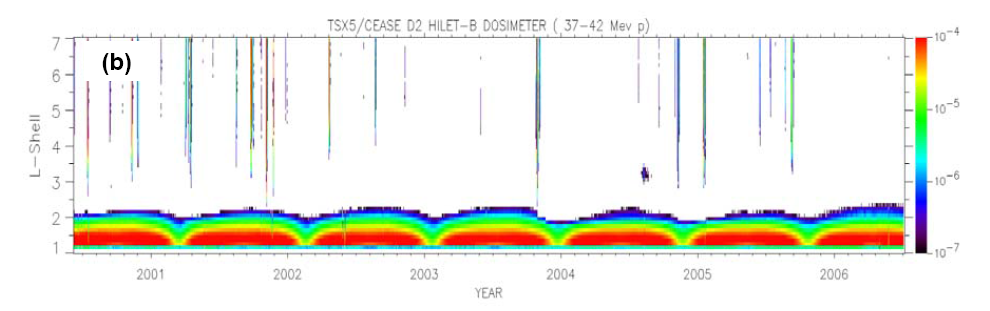 TSX5/CEASE D2 HILET-B DOSIMETER ( 37-42 Mev p)
(b)
7
6
5
4
3
2
1
L-Shell
2001 2002 2003 2004 2005 2006
YEAR
10-4
10-5
10-6
10-7